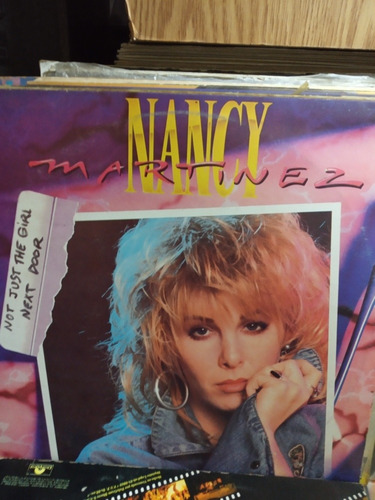 NANCY
MARTINEZ
NOT JUST THE GIRL
NEXT DOOR